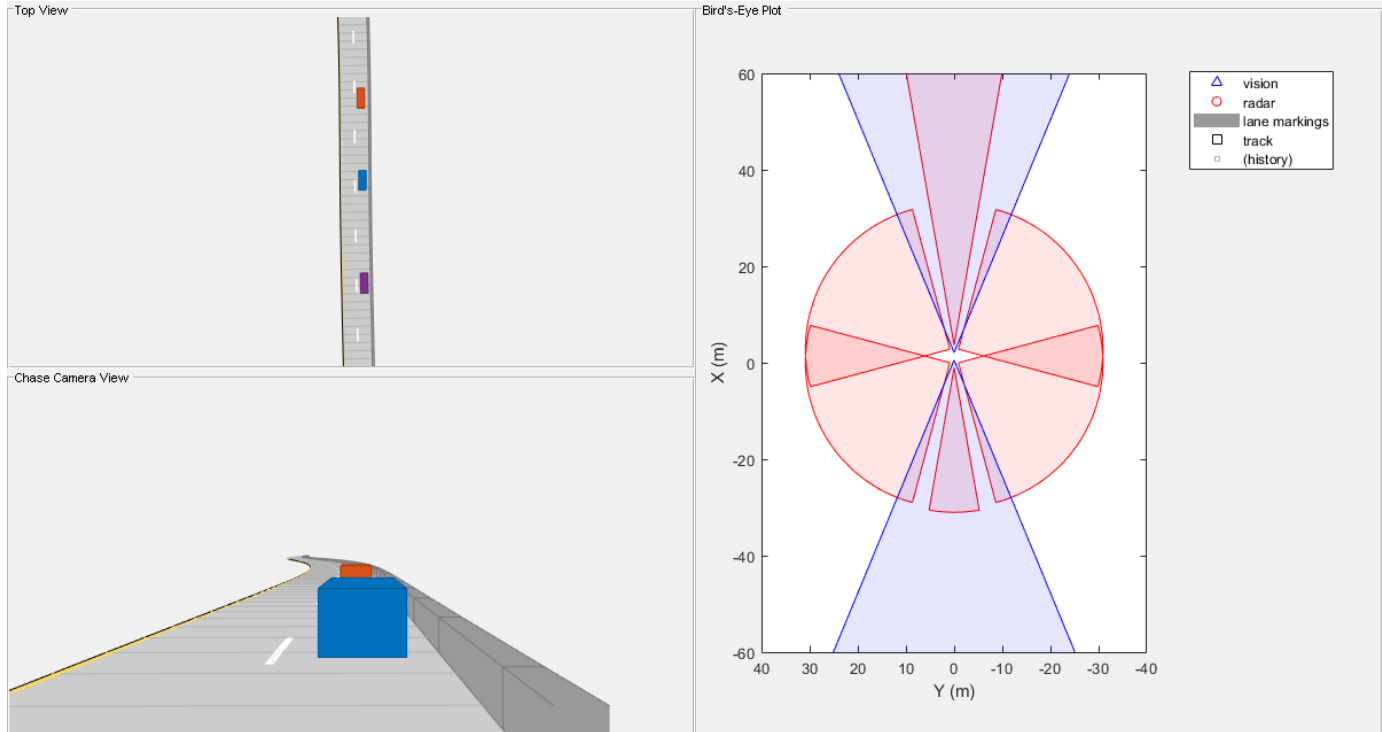 Top View
Chase Camera View
Bird's-Eye Plot
60
40
20
0
-20
-40
-60
X (m)
40
30
20
10
0
-10
-20
-30
-40
Y (m)
vision
radar
lane markings
track
(history)